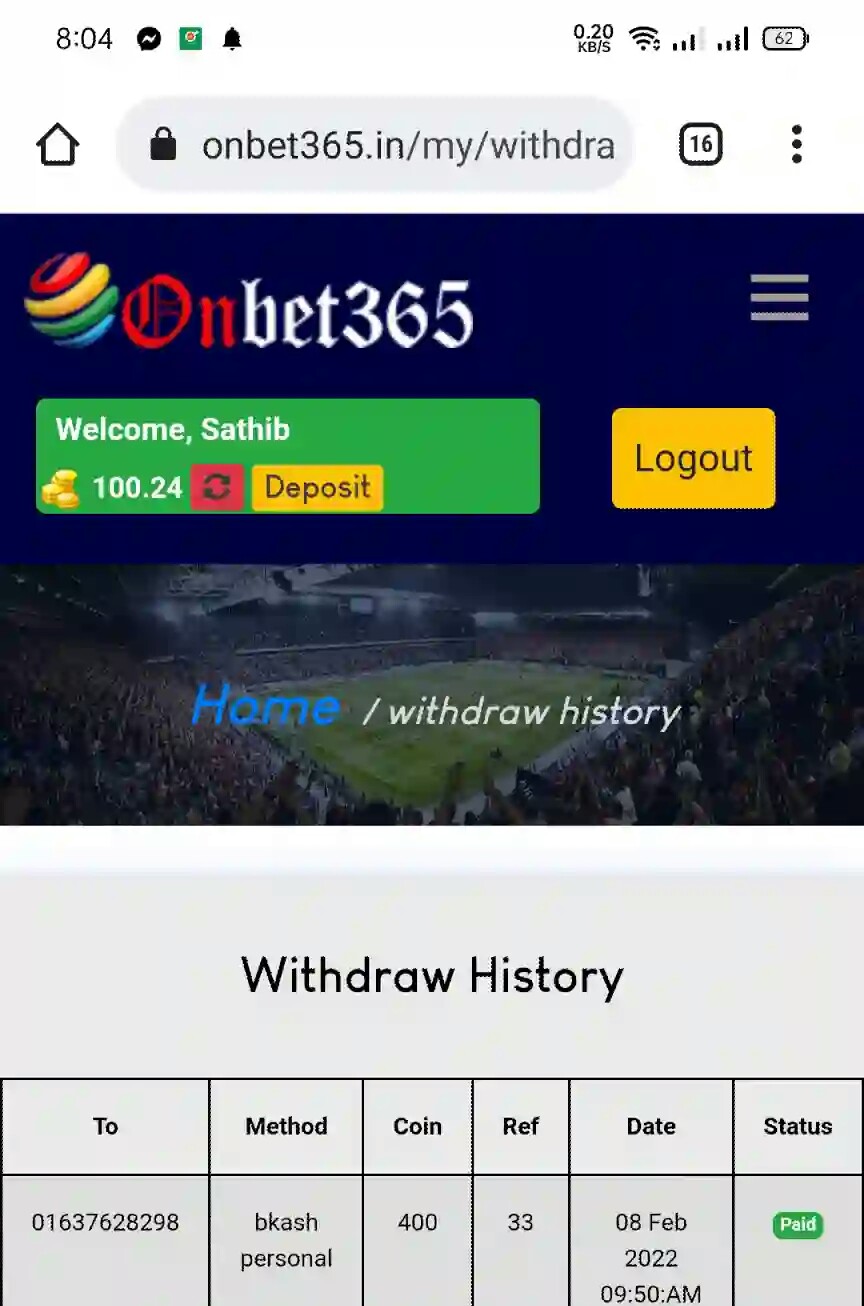 8:04
0.20
KB/S
62
onbet365.in/my/withdra
16
Onbet365
Welcome, Sathib
100.24
Deposit
Logout
Home / withdraw history
Withdraw History
To Method Coin Ref Date Status
01637628298 bkash personal 400 33 08 Feb 2022 09:50:AM Paid